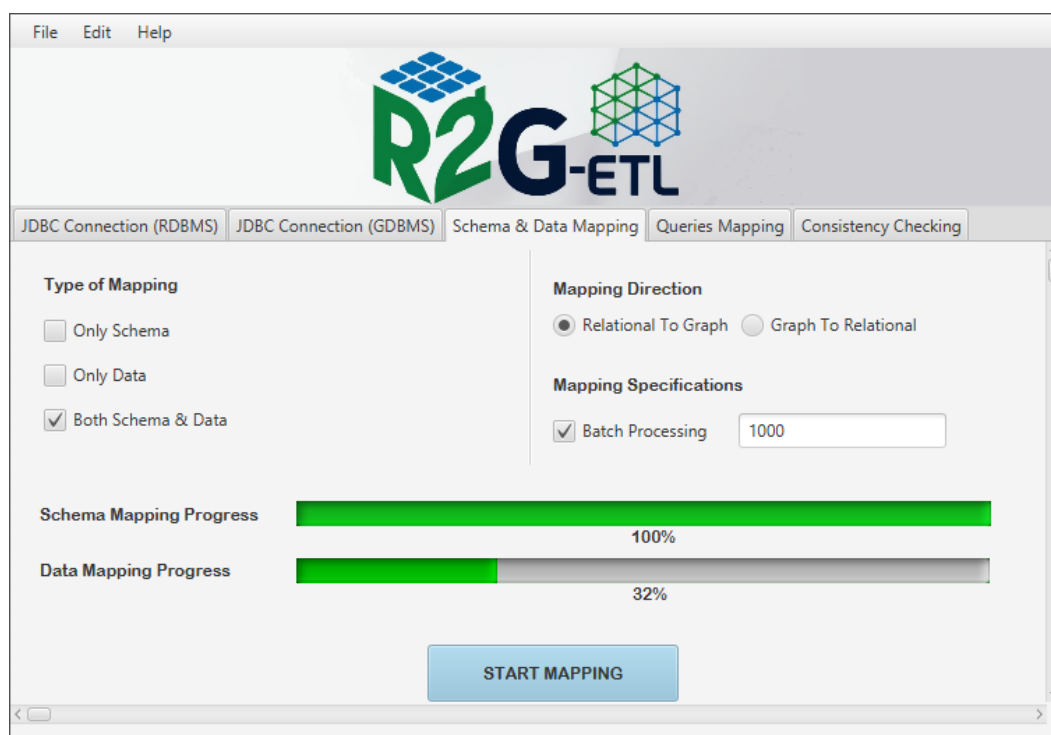 File Edit Help
R2G-ETL
JDBC Connection (RDBMS) JDBC Connection (GDBMS) Schema & Data Mapping Queries Mapping Consistency Checking
Type of Mapping
Only Schema
Only Data
Both Schema & Data
Mapping Direction
Relational To Graph Graph To Relational
Mapping Specifications
Batch Processing 1000
Schema Mapping Progress
100%
Data Mapping Progress
32%
START MAPPING